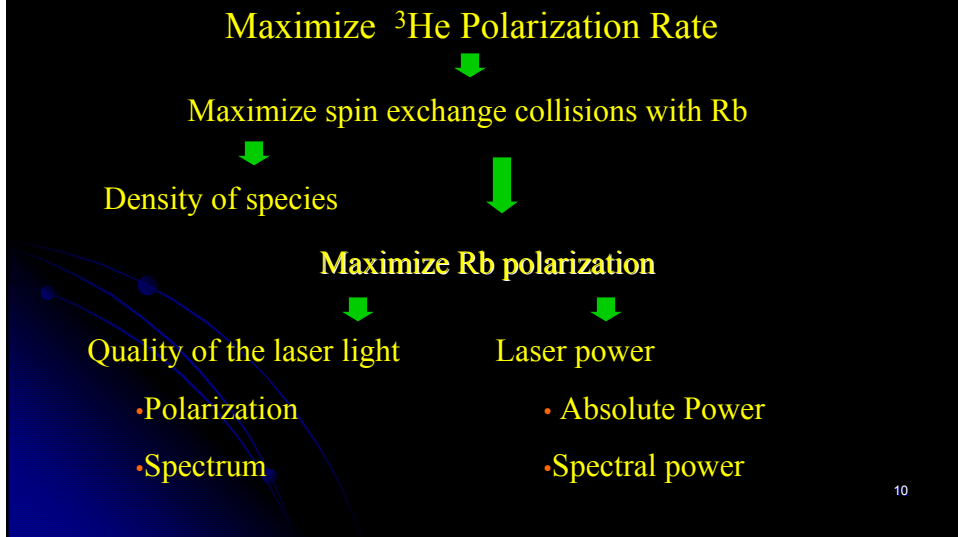 Maximize ³He Polarization Rate
Maximize spin exchange collisions with Rb
Density of species
Maximize Rb polarization
Quality of the laser light
•Polarization
•Spectrum
Laser power
• Absolute Power
•Spectral power
10